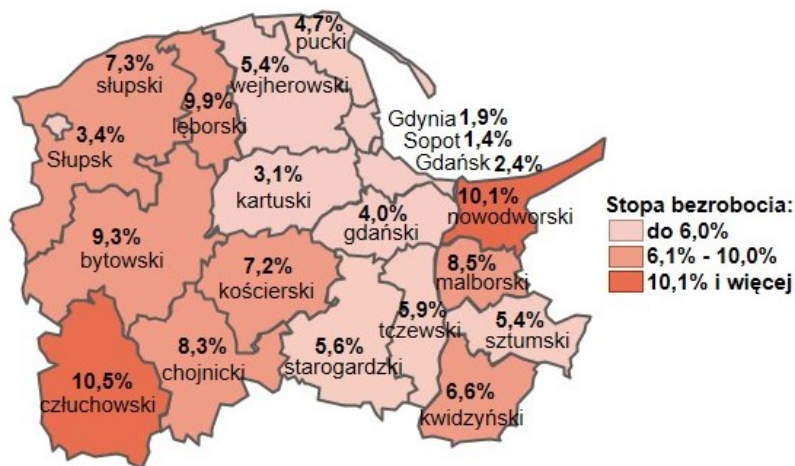 4,7%
pucki
7,3%
słupski
5,4%
wejherowski
9,9%
lęborski
Gdynia 1,9%
Sopot 1,4%
Gdańsk 2,4%
3,4%
Słupsk
3,1%
kartuski
10,1%
nowodworski
4,0%
gdański
9,3%
bytowski
7,2%
kościerski
8,5%
malborski
5,9%
tczewski
5,4%
sztumski
8,3%
chojnicki
5,6%
starogardzki
10,5%
człuchowski
6,6%
kwidzyński
Stopa bezrobocia:
do 6,0%
6,1% - 10,0%
10,1% i więcej